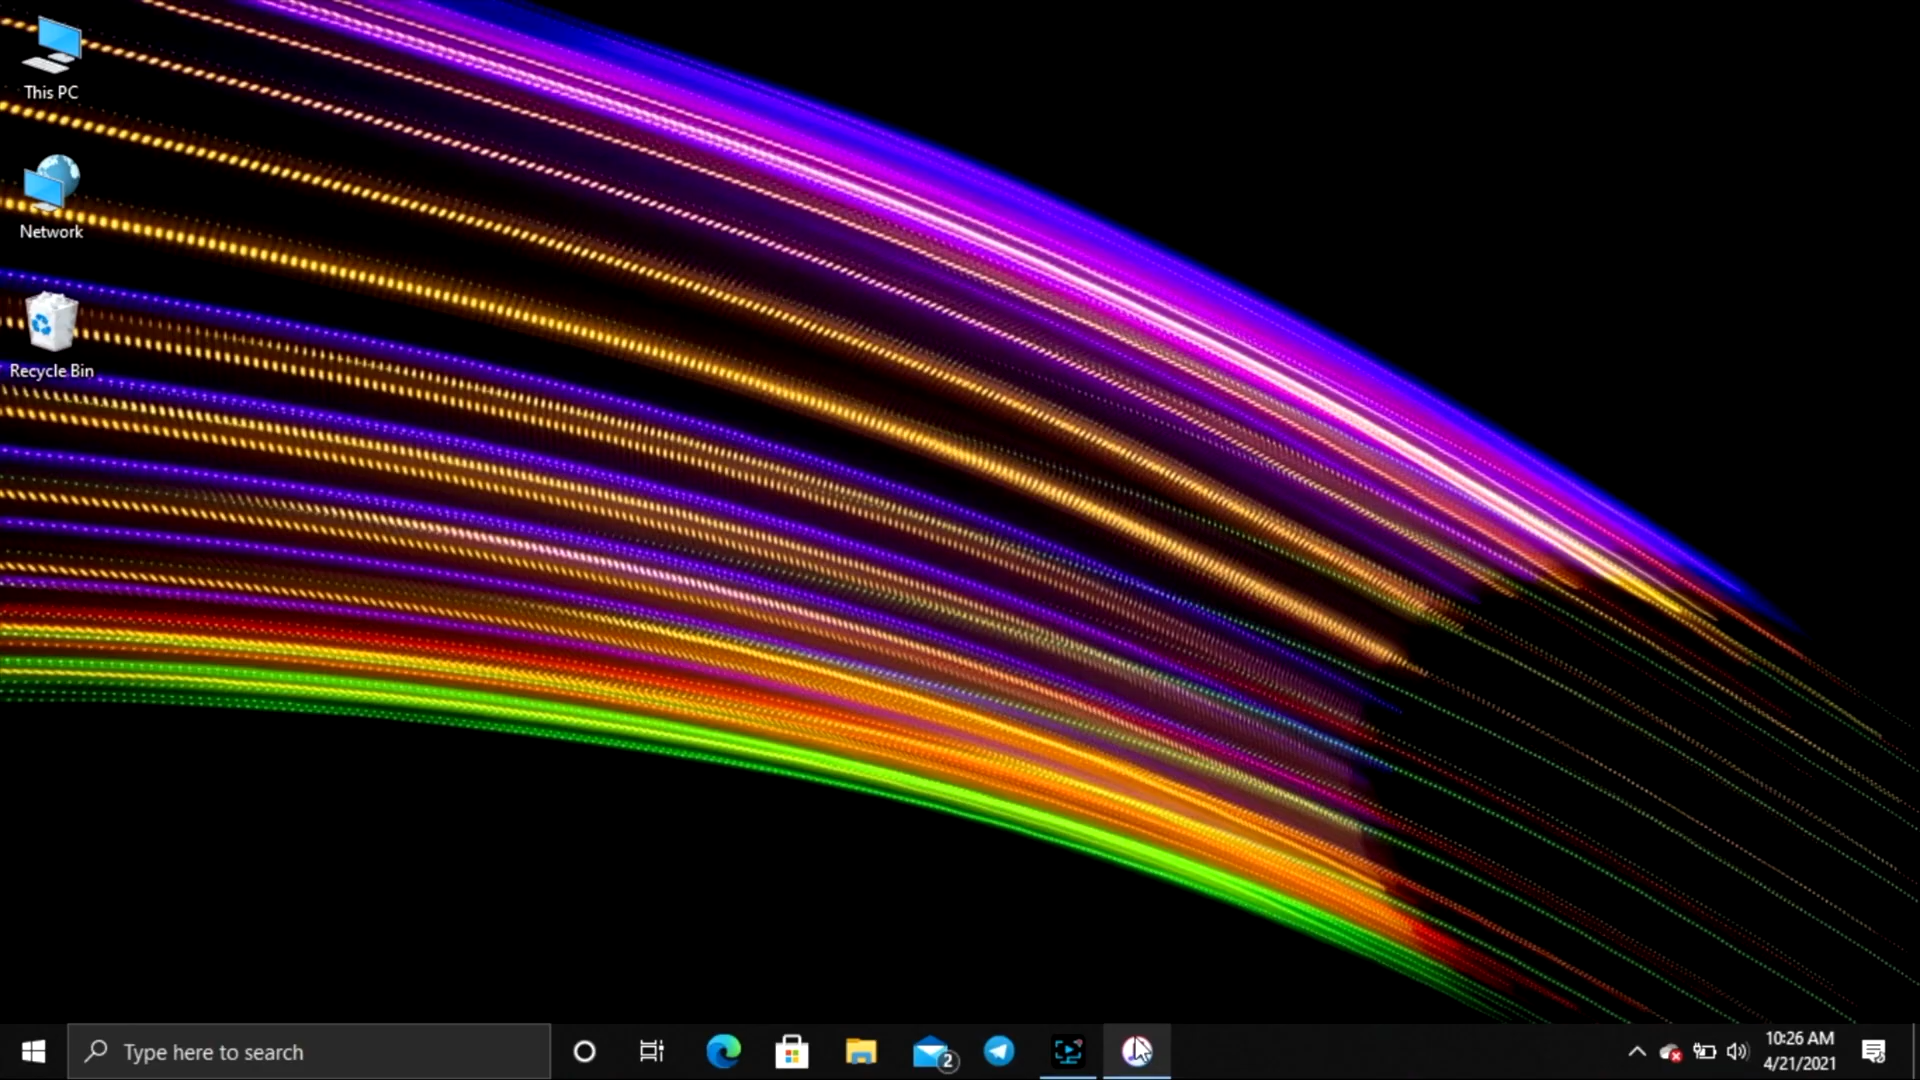 This PC
Network
Recycle Bin
Type here to search
2
10:26 AM
4/21/2021